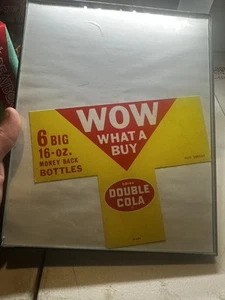 WOW
WHAT A
BUY
6 BIG
16-oz.
MONEY BACK
BOTTLES
DOUBLE
COLA